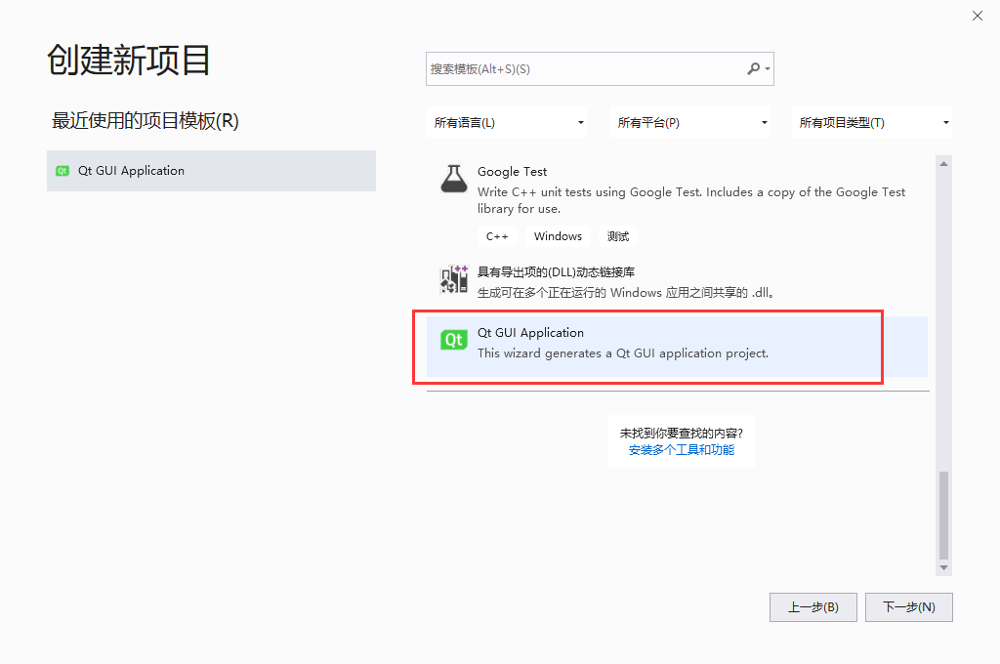 创建新项目
最近使用的项目模板(R)
Qt Qt GUI Application
搜索模板(Alt+S)(S)
所有语言(L) 所有平台(P) 所有项目类型(T)
Google Test
Write C++ unit tests using Google Test. Includes a copy of the Google Test
library for use.
C++ Windows 测试
具有导出项的(DLL)动态链接库
生成可在多个正在运行的 Windows 应用之间共享的 .dll。
Qt Qt GUI Application
This wizard generates a Qt GUI application project.
未找到你要查找的内容?
安装多个工具和功能
上一步(B) 下一步(N)